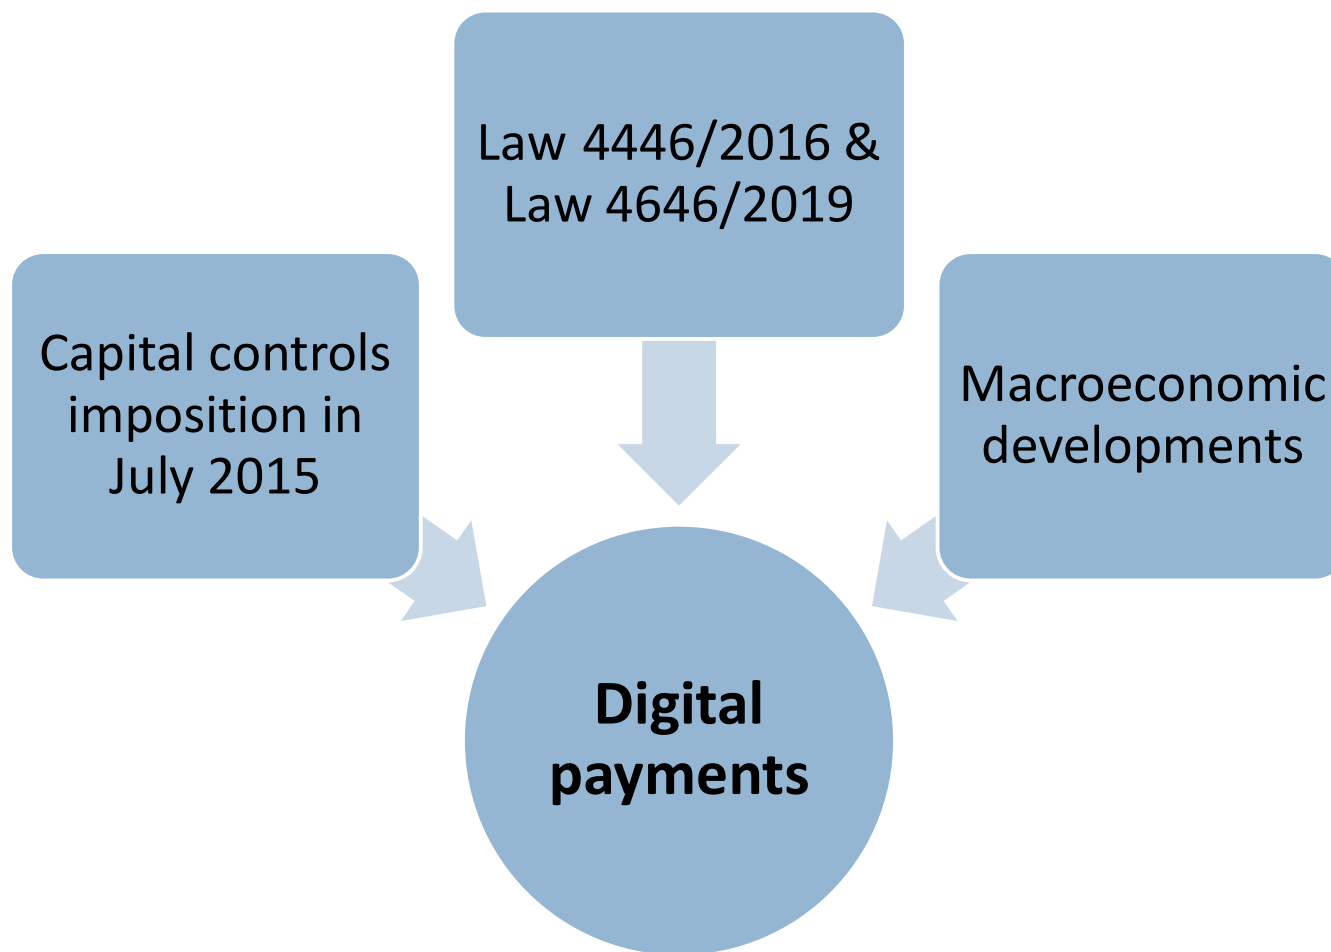 Law 4446/2016 &
Law 4646/2019
Capital controls
imposition in
July 2015
Macroeconomic
developments
Digital
payments